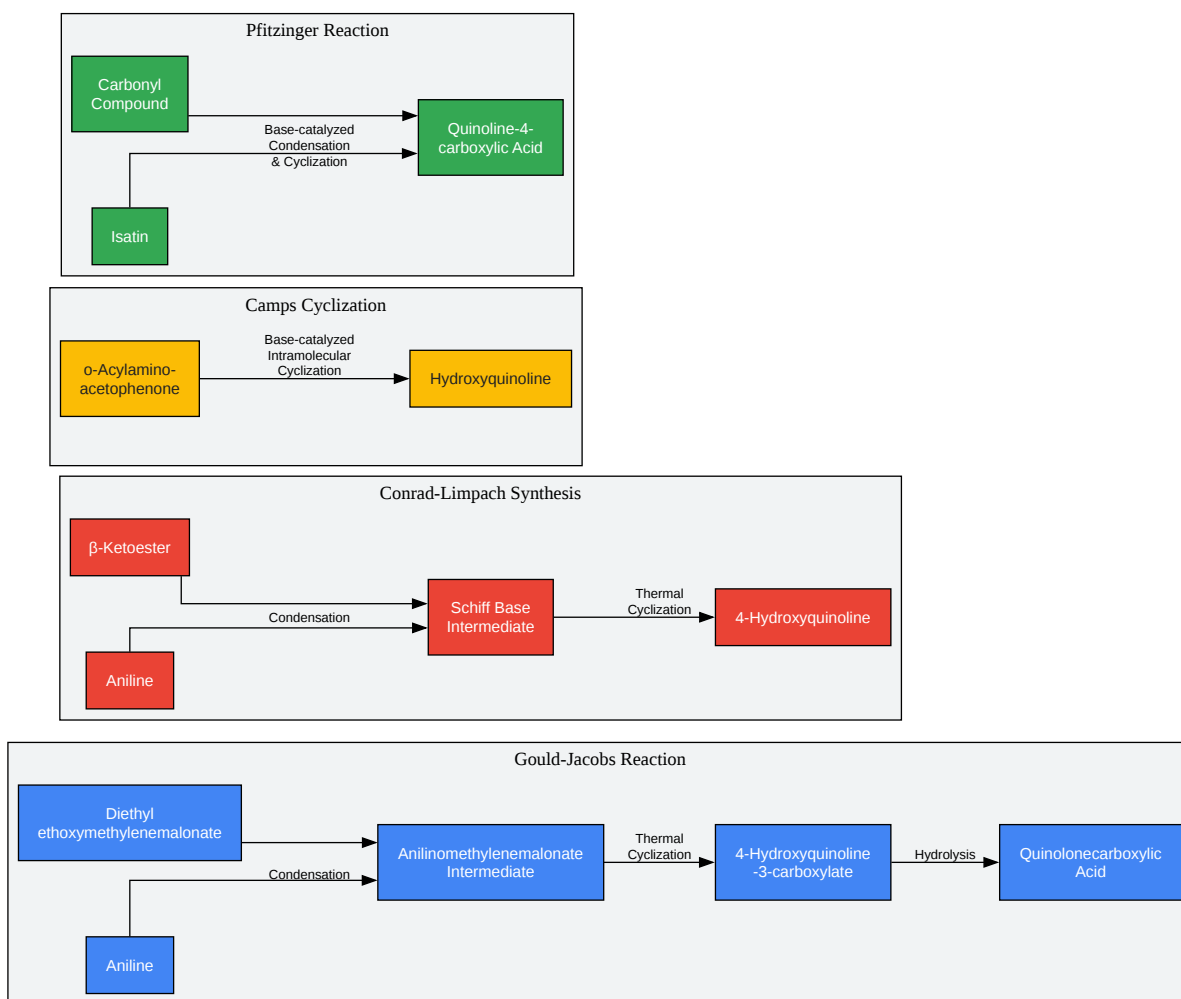 Pfitzinger Reaction
Carbonyl
Compound
Base-catalyzed
Condensation
& Cyclization
Quinoline-4-
carboxylic Acid
Isatin
Camps Cyclization
o-Acylamino-
acetophenone
Base-catalyzed
Intramolecular
Cyclization
Hydroxyquinoline
Conrad-Limpach Synthesis
β-Ketoester
Condensation
Aniline
Schiff Base
Intermediate
Thermal
Cyclization
4-Hydroxyquinoline
Gould-Jacobs Reaction
Diethyl
ethoxymethylenemalonate
Condensation
Aniline
Anilinomethylenemalonate
Intermediate
Thermal
Cyclization
4-Hydroxyquinoline
-3-carboxylate
Hydrolysis
Quinolonecarboxylic
Acid